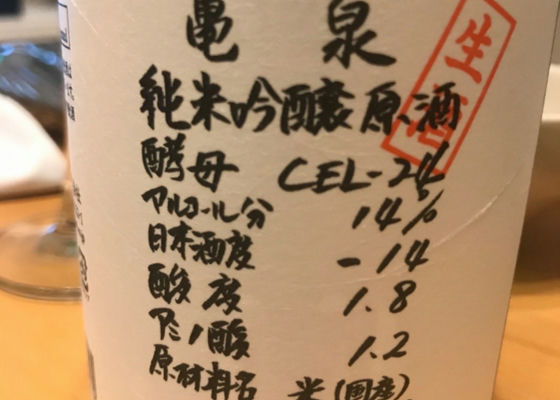 亀泉
生酒
純米吟醸原酒
酵母 CEL-24
アルコール分 14%
日本酒度 -14
酸度 1.8
アミノ酸 1.2
原材料名 米(国産)